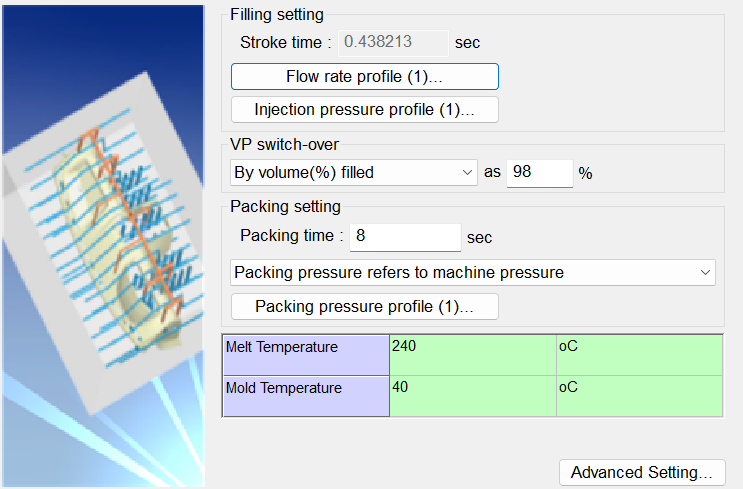 Filling setting
Stroke time : 0.438213 sec
Flow rate profile (1)...
Injection pressure profile (1)...
VP switch-over
By volume(%) filled as 98 %
Packing setting
Packing time : 8 sec
Packing pressure refers to machine pressure
Packing pressure profile (1)...
Melt Temperature 240 oC
Mold Temperature 40 oC
Advanced Setting...